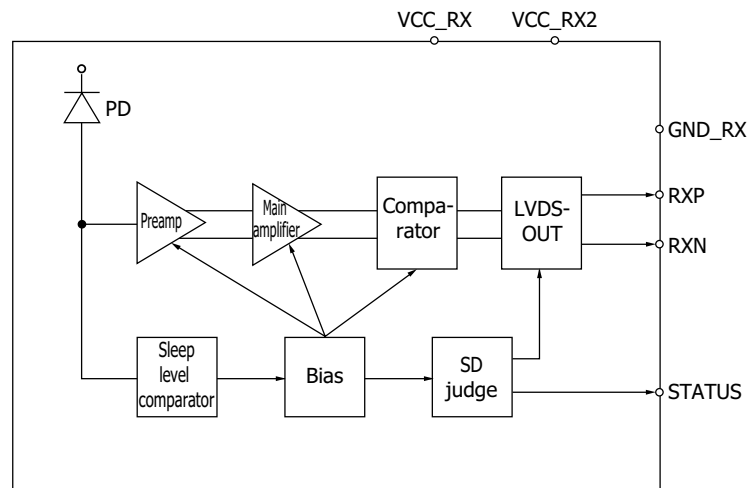 VCC_RX
VCC_RX2
PD
GND_RX
Preamp
Main
amplifier
Compa-
rator
LVDS-
OUT
RXP
RXN
Sleep
level
comparator
Bias
SD
judge
STATUS